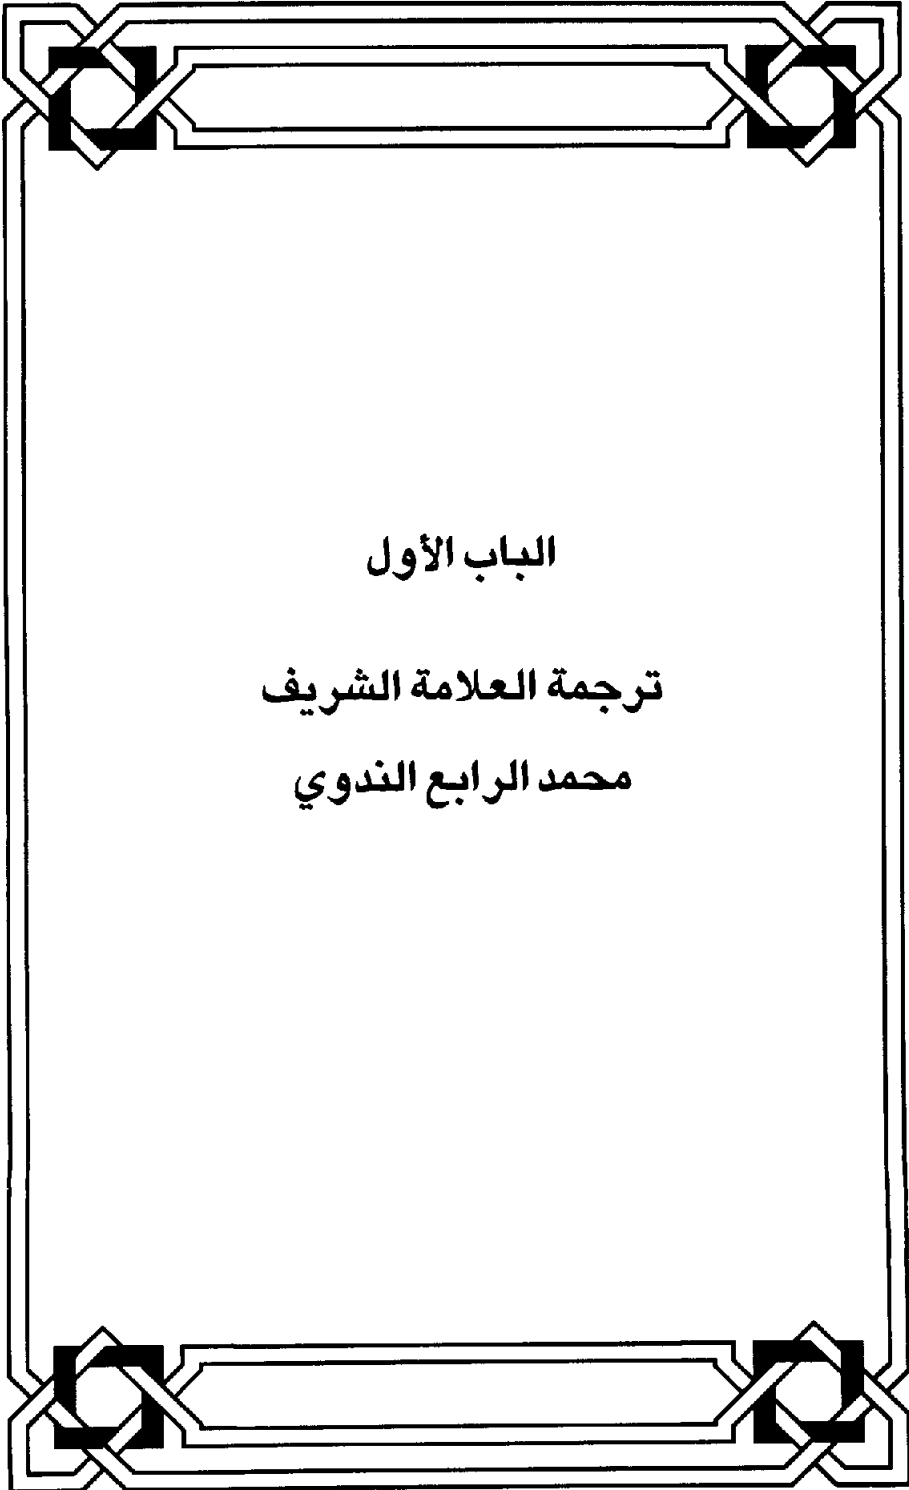 الباب الأول
ترجمة العلامة الشريف
محمد الرابع الندوي